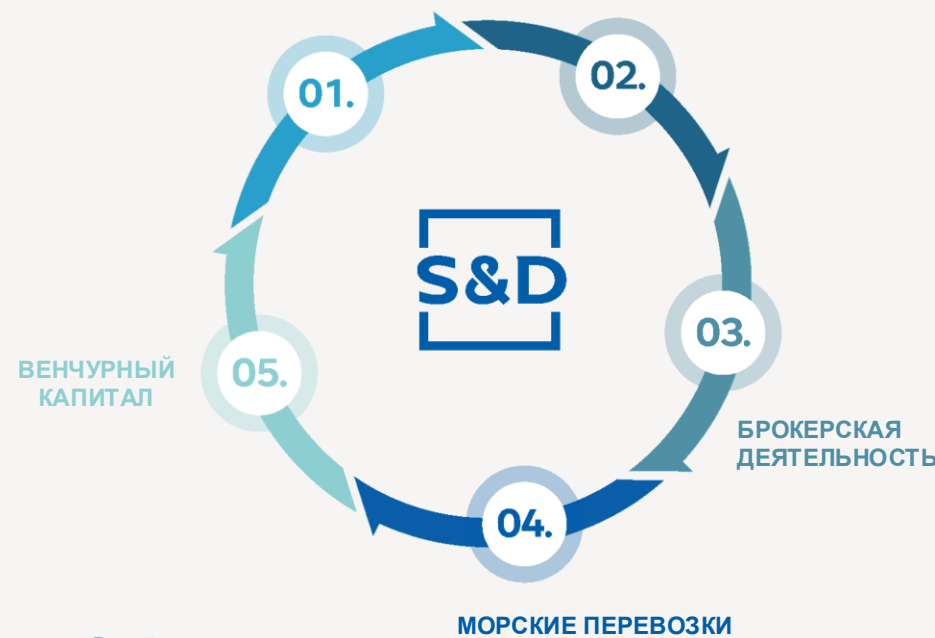 01.
02.
S&D
03.
ВЕНЧУРНЫЙ
КАПИТАЛ
05.
БРОКЕРСКАЯ
ДЕЯТЕЛЬНОСТЬ
04.
МОРСКИЕ ПЕРЕВОЗКИ